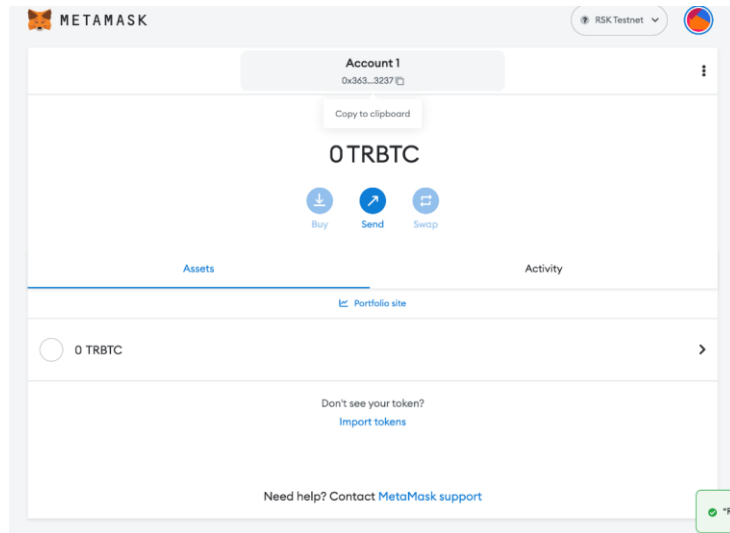 METAMASK
RSK Testnet
Account 1
0x363...3237
Copy to clipboard
0 TRBTC
Buy Send Swap
Assets Activity
Portfolio site
0 TRBTC
Don't see your token?
Import tokens
Need help? Contact MetaMask support